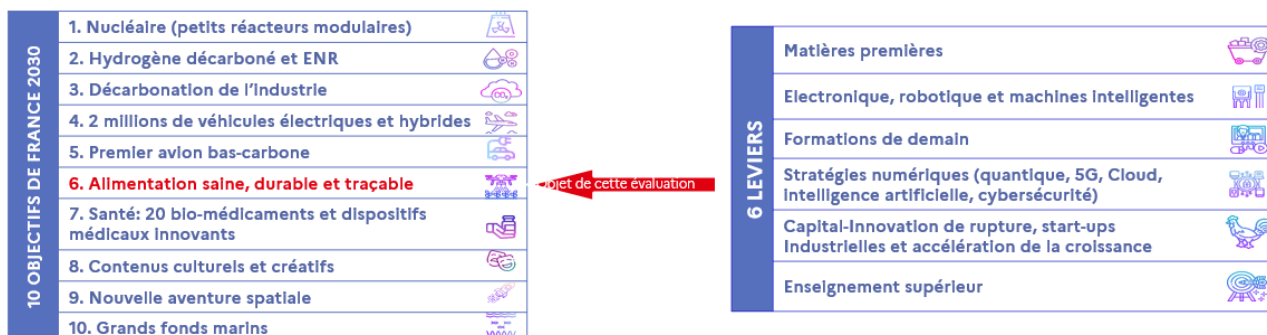 10 OBJECTIFS DE FRANCE 2030
1. Nucléaire (petits réacteurs modulaires)
2. Hydrogène décarboné et ENR
3. Décarbonation de l'Industrie
4. 2 millions de véhicules électriques et hybrides
5. Premier avion bas-carbone
6. Alimentation saine, durable et traçable
7. Santé: 20 bio-médicaments et dispositifs
médicaux innovants
8. Contenus culturels et créatifs
9. Nouvelle aventure spatiale
10. Grands fonds marins
Objet de cette évaluation
6 LEVIERS
Matières premières
Electronique, robotique et machines intelligentes
Formations de demain
Stratégies numériques (quantique, 5G, Cloud,
intelligence artificielle, cybersécurité)
Capital-Innovation de rupture, start-ups
Industrielles et accélération de la croissance
Enseignement supérieur